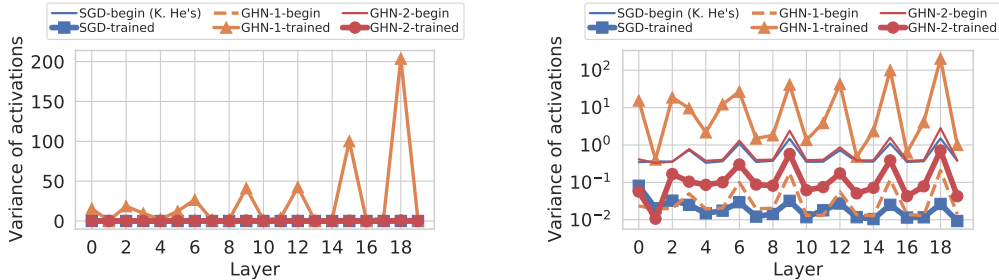 SGD-begin (K. He's) GHN-1-begin GHN-2-begin
SGD-trained GHN-1-trained GHN-2-trained
Variance of activations
200
150
100
50
0
0 2 4 6 8 10 12 14 16 18
Layer
SGD-begin (K. He's) GHN-1-begin GHN-2-begin
SGD-trained GHN-1-trained GHN-2-trained
Variance of activations
10²
10¹
10⁰
10⁻¹
10⁻²
0 2 4 6 8 10 12 14 16 18
Layer